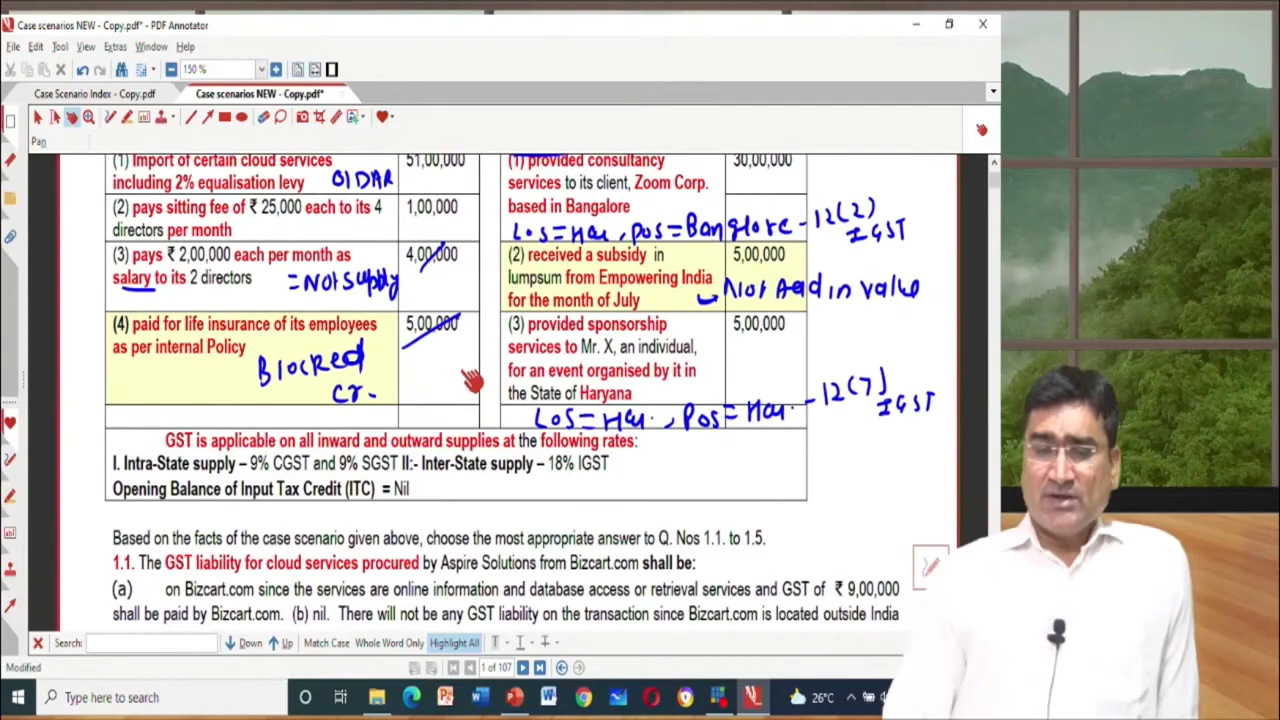 Case scenarios NEW - Copy.pdf* - PDF Annotator
File Edit Tool View Extras Window Help
150 %
Case Scenario Index - Copy.pdf Case scenarios NEW - Copy.pdf*
Pan
(1) Import of certain cloud services
including 2% equalisation levy OIDAR
51,00,000
(2) pays sitting fee of ₹ 25,000 each to its 4
directors per month
1,00,000
(3) pays ₹ 2,00,000 each per month as
salary to its 2 directors = Not supply
4,00,000
(4) paid for life insurance of its employees
as per internal Policy
Blocked
cr-
5,00,000
(1) provided consultancy
services to its client, Zoom Corp.
based in Bangalore
30,00,000
LOS = Har , POS = Banglore - 12(2)
IGST
(2) received a subsidy in
lumpsum from Empowering India
for the month of July
5,00,000
Not add in value
(3) provided sponsorship
services to Mr. X, an individual,
for an event organised by it in
the State of Haryana
5,00,000
LOS = Har. , POS = Har. - 12(7)
IGST
GST is applicable on all inward and outward supplies at the following rates:
I. Intra-State supply – 9% CGST and 9% SGST II:- Inter-State supply – 18% IGST
Opening Balance of Input Tax Credit (ITC) = Nil
Based on the facts of the case scenario given above, choose the most appropriate answer to Q. Nos 1.1. to 1.5.
1.1. The GST liability for cloud services procured by Aspire Solutions from Bizcart.com shall be:
(a) on Bizcart.com since the services are online information and database access or retrieval services and GST of ₹ 9,00,000
shall be paid by Bizcart.com. (b) nil. There will not be any GST liability on the transaction since Bizcart.com is located outside India
Search: Down Up Match Case Whole Word Only Highlight All
Modified 1 of 107
Type here to search 26°C